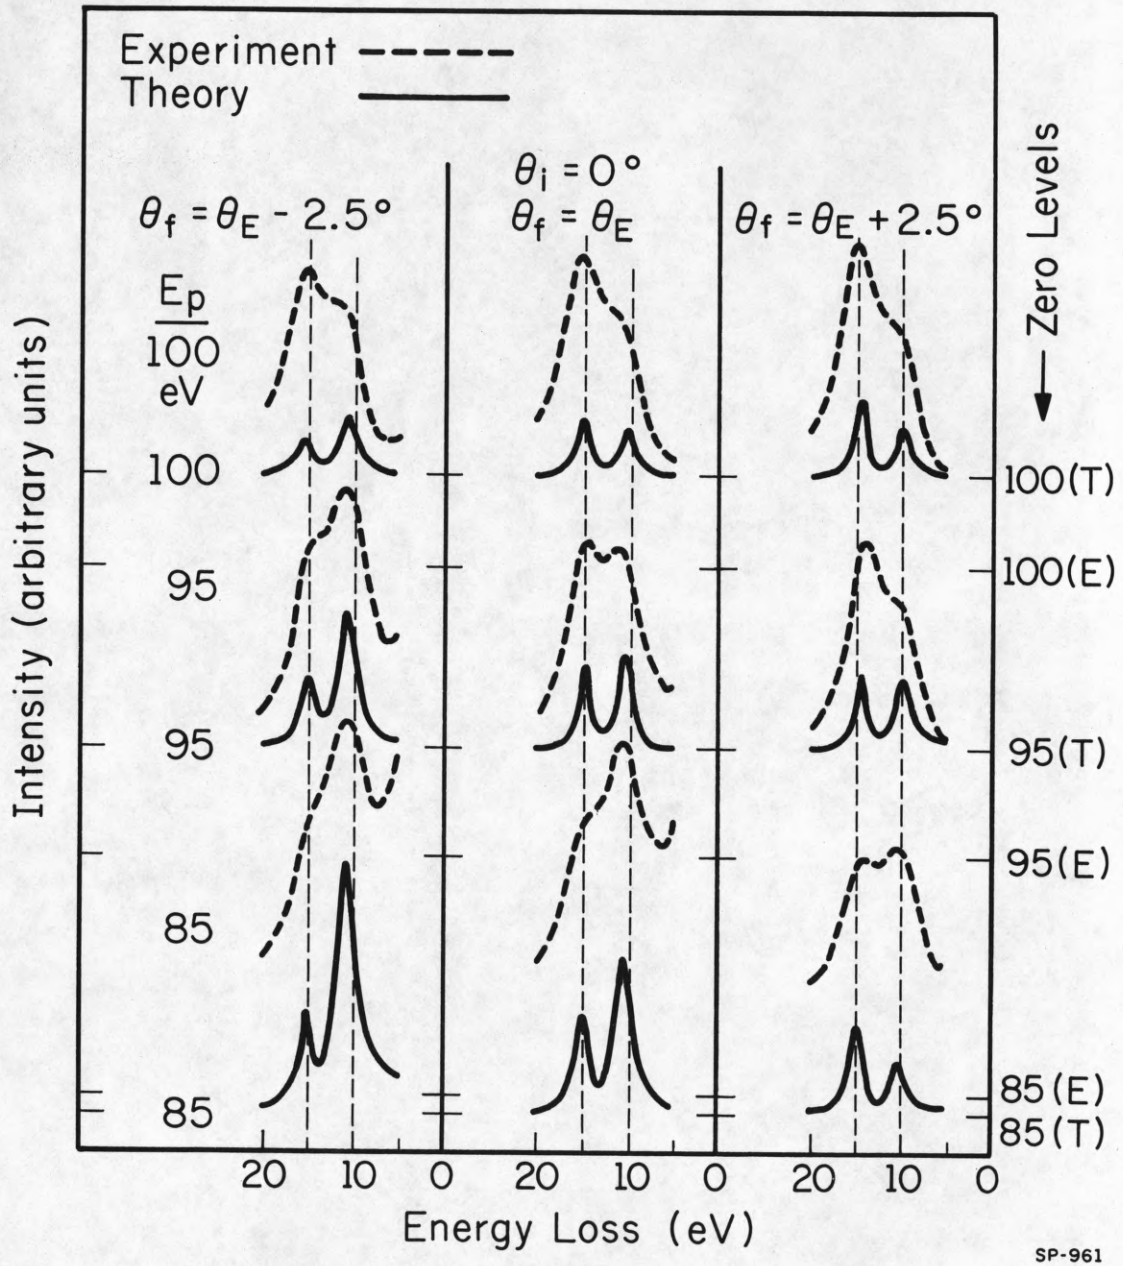 Experiment
Theory
θi = 0°
θf = θE - 2.5°
θf = θE
θf = θE + 2.5°
Ep
100
eV
100
95
95
85
85
Intensity (arbitrary units)
Zero Levels
100(T)
100(E)
95(T)
95(E)
85(E)
85(T)
20 10 0 20 10 0 20 10 0
Energy Loss (eV)
SP-961